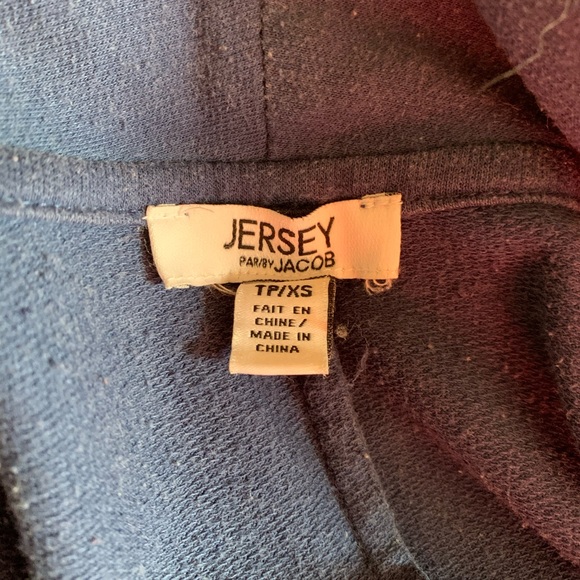 JERSEY
PAR/BY JACOB
TP/XS
FAIT EN
CHINE/
MADE IN
CHINA